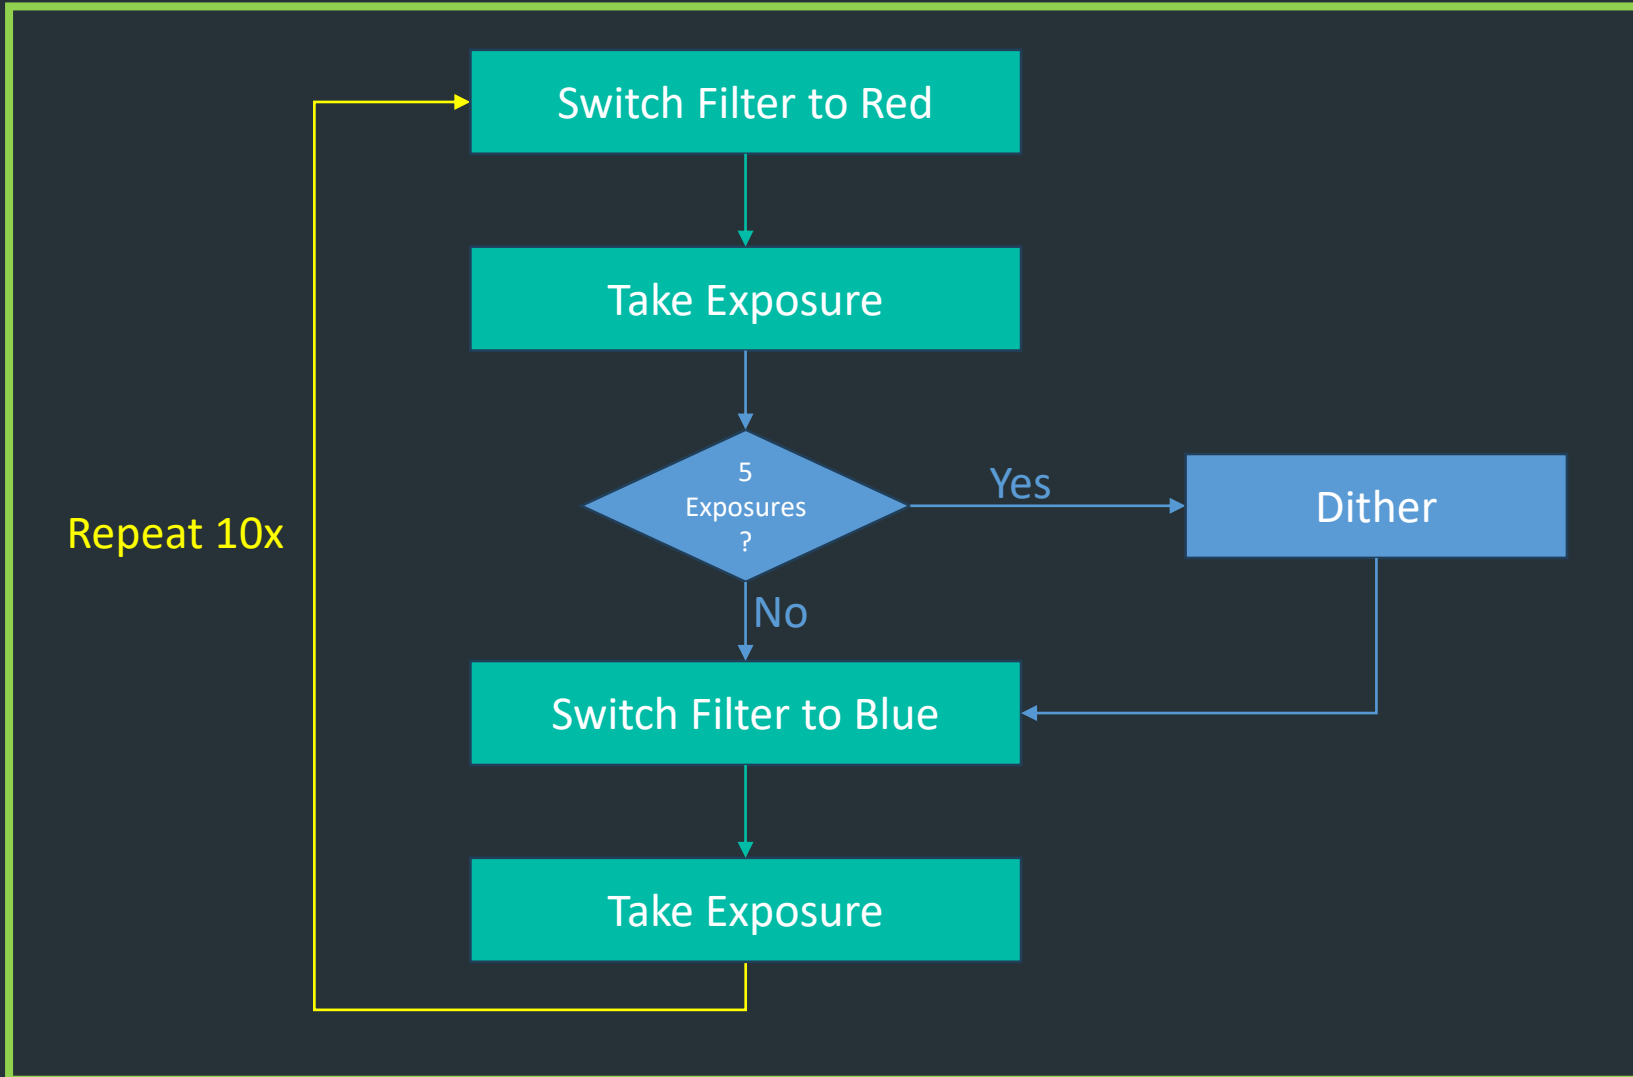 Switch Filter to Red
Take Exposure
5
Exposures
?
Yes
Dither
Repeat 10x
No
Switch Filter to Blue
Take Exposure